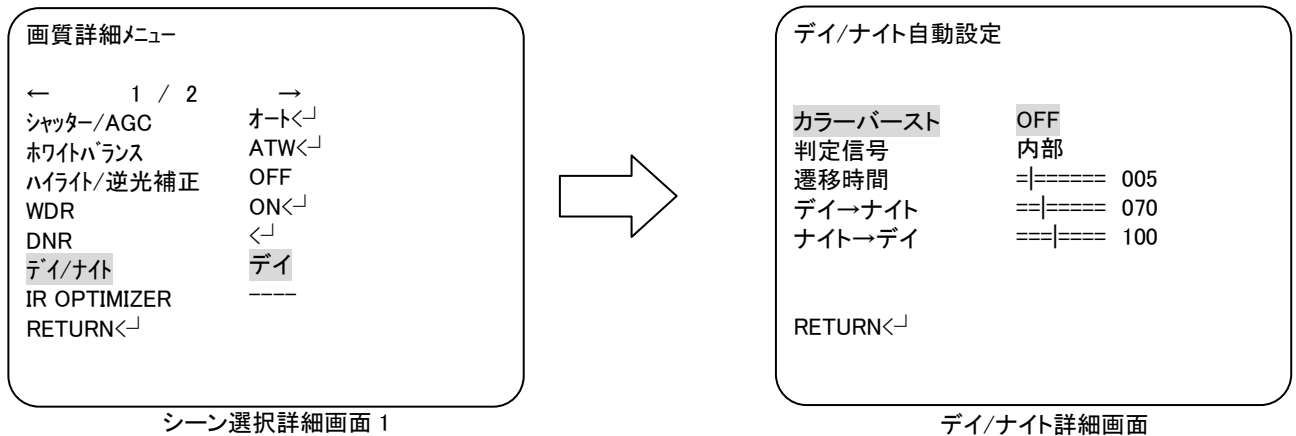 画質詳細ﾒﾆｭｰ
← 1 / 2 →
ｼｬｯﾀｰ/AGC ｵｰﾄ<┘
ﾎﾜｲﾄﾊﾞﾗﾝｽ ATW<┘
ﾊｲﾗｲﾄ/逆光補正 OFF
WDR ON<┘
DNR <┘
ﾃﾞｲ/ﾅｲﾄ デイ
IR OPTIMIZER ----
RETURN<┘
シーン選択詳細画面 1
デイ/ナイト自動設定
カラーバースト OFF
判定信号 内部
遷移時間 =|====== 005
デイ→ナイト ==|===== 070
ナイト→デイ ===|==== 100
RETURN<┘
デイ/ナイト詳細画面